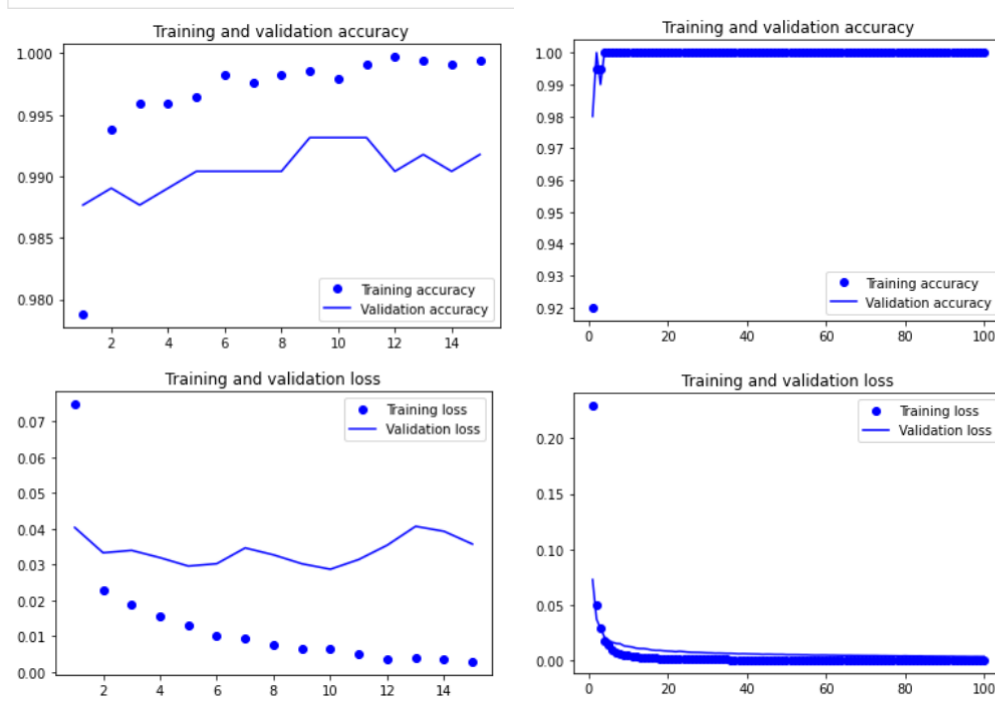 Training and validation accuracy
1.000
0.995
0.990
0.985
0.980
Training accuracy
Validation accuracy
2 4 6 8 10 12 14
Training and validation accuracy
1.00
0.99
0.98
0.97
0.96
0.95
0.94
0.93
0.92
Training accuracy
Validation accuracy
0 20 40 60 80 100
Training and validation loss
0.07
0.06
0.05
0.04
0.03
0.02
0.01
0.00
Training loss
Validation loss
2 4 6 8 10 12 14
Training and validation loss
0.20
0.15
0.10
0.05
0.00
Training loss
Validation loss
0 20 40 60 80 100